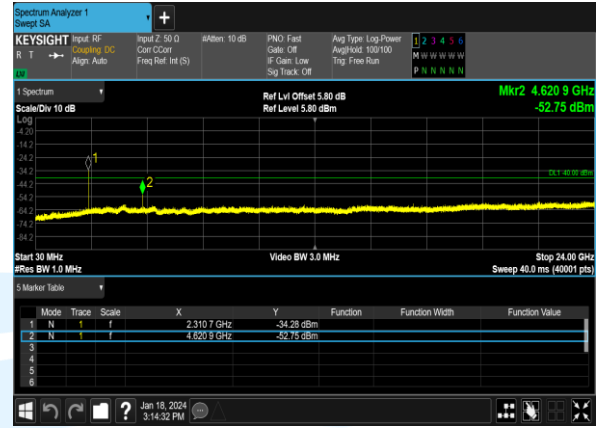 Spectrum Analyzer 1
Swept SA
+
KEYSIGHT Input: RF Input Z: 50 Ω #Atten: 10 dB PNO: Fast Avg Type: Log-Power 1 2 3 4 5 6
R T Coupling: DC Corr CCorr Gate: Off Avg|Hold: 100/100 M W W W W W
Align: Auto Freq Ref: Int (S) IF Gain: Low Trig: Free Run P N N N N N
Sig Track: Off
LXI
1 Spectrum Ref Lvl Offset 5.80 dB Mkr2 4.620 9 GHz
Scale/Div 10 dB Ref Level 5.80 dBm -52.75 dBm
Log
-4.20
-14.2
-24.2
1
-34.2
DL1 -40.00 dBm
-44.2
2
-54.2
-64.2
-74.2
-84.2
Start 30 MHz Video BW 3.0 MHz Stop 24.00 GHz
#Res BW 1.0 MHz Sweep 40.0 ms (40001 pts)
5 Marker Table
Mode Trace Scale X Y Function Function Width Function Value
1 N 1 f 2.310 7 GHz -34.28 dBm
2 N 1 f 4.620 9 GHz -52.75 dBm
3
4
5
6
? Jan 18, 2024
3:14:32 PM